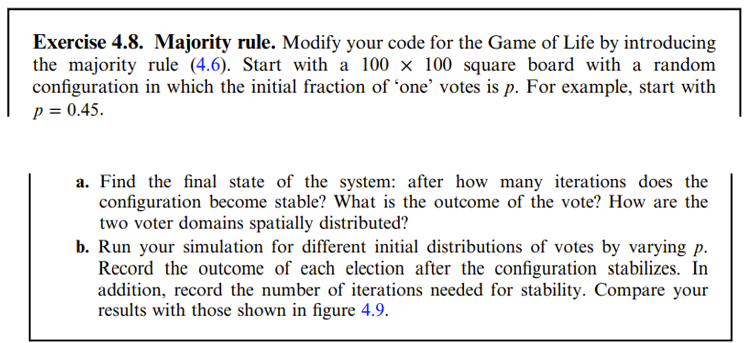 Exercise 4.8. Majority rule. Modify your code for the Game of Life by introducing
the majority rule (4.6). Start with a 100 × 100 square board with a random
configuration in which the initial fraction of ‘one’ votes is p. For example, start with
p = 0.45.
a. Find the final state of the system: after how many iterations does the
configuration become stable? What is the outcome of the vote? How are the
two voter domains spatially distributed?
b. Run your simulation for different initial distributions of votes by varying p.
Record the outcome of each election after the configuration stabilizes. In
addition, record the number of iterations needed for stability. Compare your
results with those shown in figure 4.9.